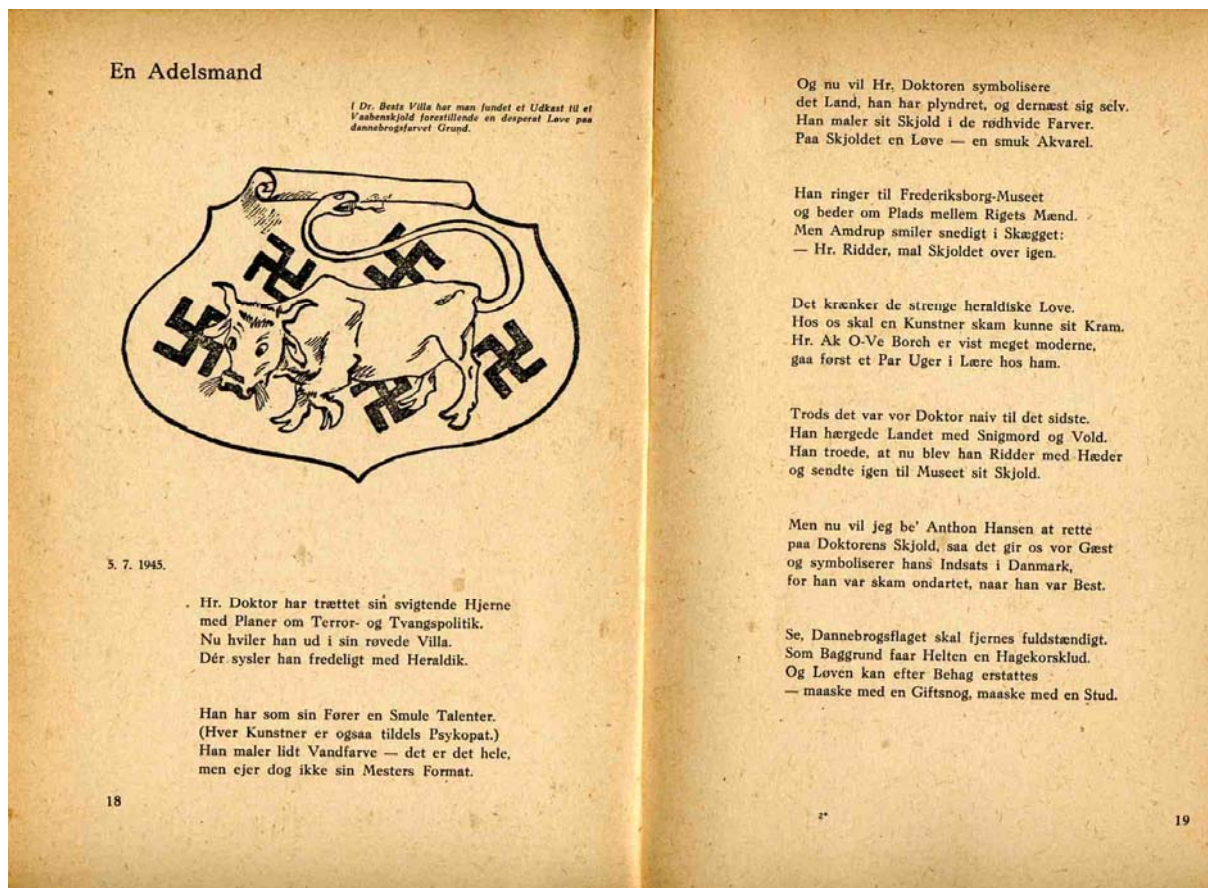 En Adelsmand
I Dr. Bests Villa har man fundet et Udkast til et
Vaabenskjold forestillende en desperat Løve paa
dannebrogsfarvet Grund.
5. 7. 1945.
Hr. Doktor har trættet sin svigtende Hjerne
med Planer om Terror- og Tvangspolitik.
Nu hviler han ud i sin røvede Villa.
Dér sysler han fredeligt med Heraldik.
Han har som sin Fører en Smule Talenter.
(Hver Kunstner er ogsaa tildels Psykopat.)
Han maler lidt Vandfarve — det er det hele,
men ejer dog ikke sin Mesters Format.
18
Og nu vil Hr. Doktoren symbolisere
det Land, han har plyndret, og dernæst sig selv.
Han maler sit Skjold i de rødhvide Farver.
Paa Skjoldet en Løve — en smuk Akvarel.
Han ringer til Frederiksborg-Museet
og beder om Plads mellem Rigets Mænd.
Men Amdrup smiler snedigt i Skægget:
— Hr. Ridder, mal Skjoldet over igen.
Det krænker de strenge heraldiske Love.
Hos os skal en Kunstner skam kunne sit Kram.
Hr. Ak O-Ve Borch er vist meget moderne,
gaa først et Par Uger i Lære hos ham.
Trods det var vor Doktor naiv til det sidste.
Han hærgede Landet med Snigmord og Vold.
Han troede, at nu blev han Ridder med Hæder
og sendte igen til Museet sit Skjold.
Men nu vil jeg be' Anthon Hansen at rette
paa Doktorens Skjold, saa det gir os vor Gæst
og symboliserer hans Indsats i Danmark,
for han var skam ondartet, naar han var Best.
Se, Dannebrogsflaget skal fjernes fuldstændigt.
Som Baggrund faar Helten en Hagekorsklud.
Og Løven kan efter Behag erstattes
— maaske med en Giftsnog, maaske med en Stud.
2*
19